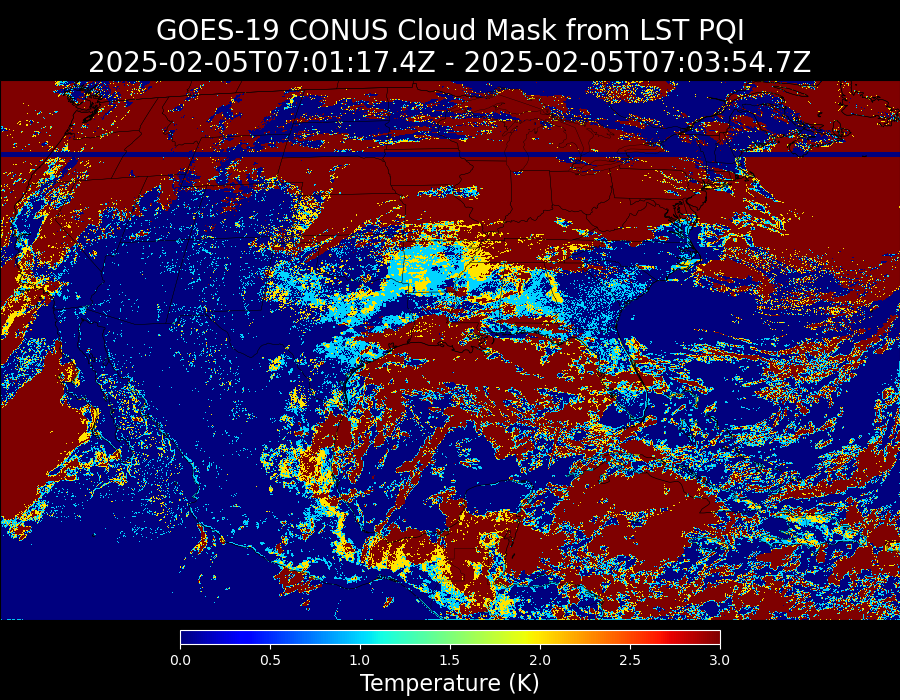 GOES-19 CONUS Cloud Mask from LST PQI
2025-02-05T07:01:17.4Z - 2025-02-05T07:03:54.7Z
0.0 0.5 1.0 1.5 2.0 2.5 3.0
Temperature (K)